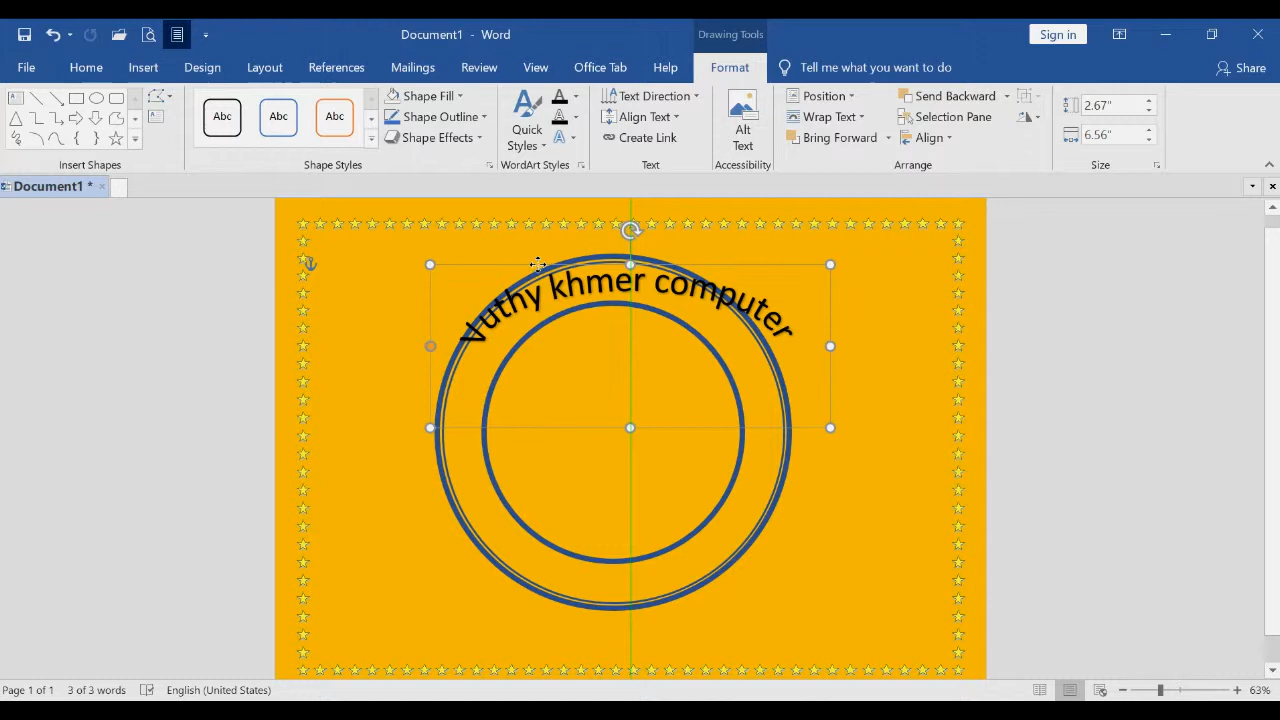 Document1 - Word
Drawing Tools
Sign in
File
Home
Insert
Design
Layout
References
Mailings
Review
View
Office Tab
Help
Format
Tell me what you want to do
Share
Abc
Abc
Abc
Shape Fill
Shape Outline
Shape Effects
Quick
Styles
Text Direction
Align Text
Create Link
Alt
Text
Position
Wrap Text
Bring Forward
Send Backward
Selection Pane
Align
2.67"
6.56"
Insert Shapes
Shape Styles
WordArt Styles
Text
Accessibility
Arrange
Size
Document1 *
Vuthy khmer computer
Page 1 of 1
3 of 3 words
English (United States)
63%